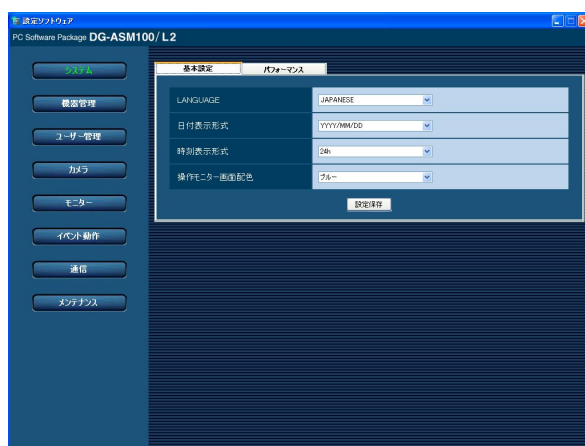 設定ソフトウェア
PC Software Package DG-ASM100/L2
システム
機器管理
ユーザー管理
カメラ
モニター
イベント動作
通信
メンテナンス
基本設定 パフォーマンス
LANGUAGE JAPANESE
日付表示形式 YYYY/MM/DD
時刻表示形式 24h
操作モニター画面配色 ブルー
設定保存